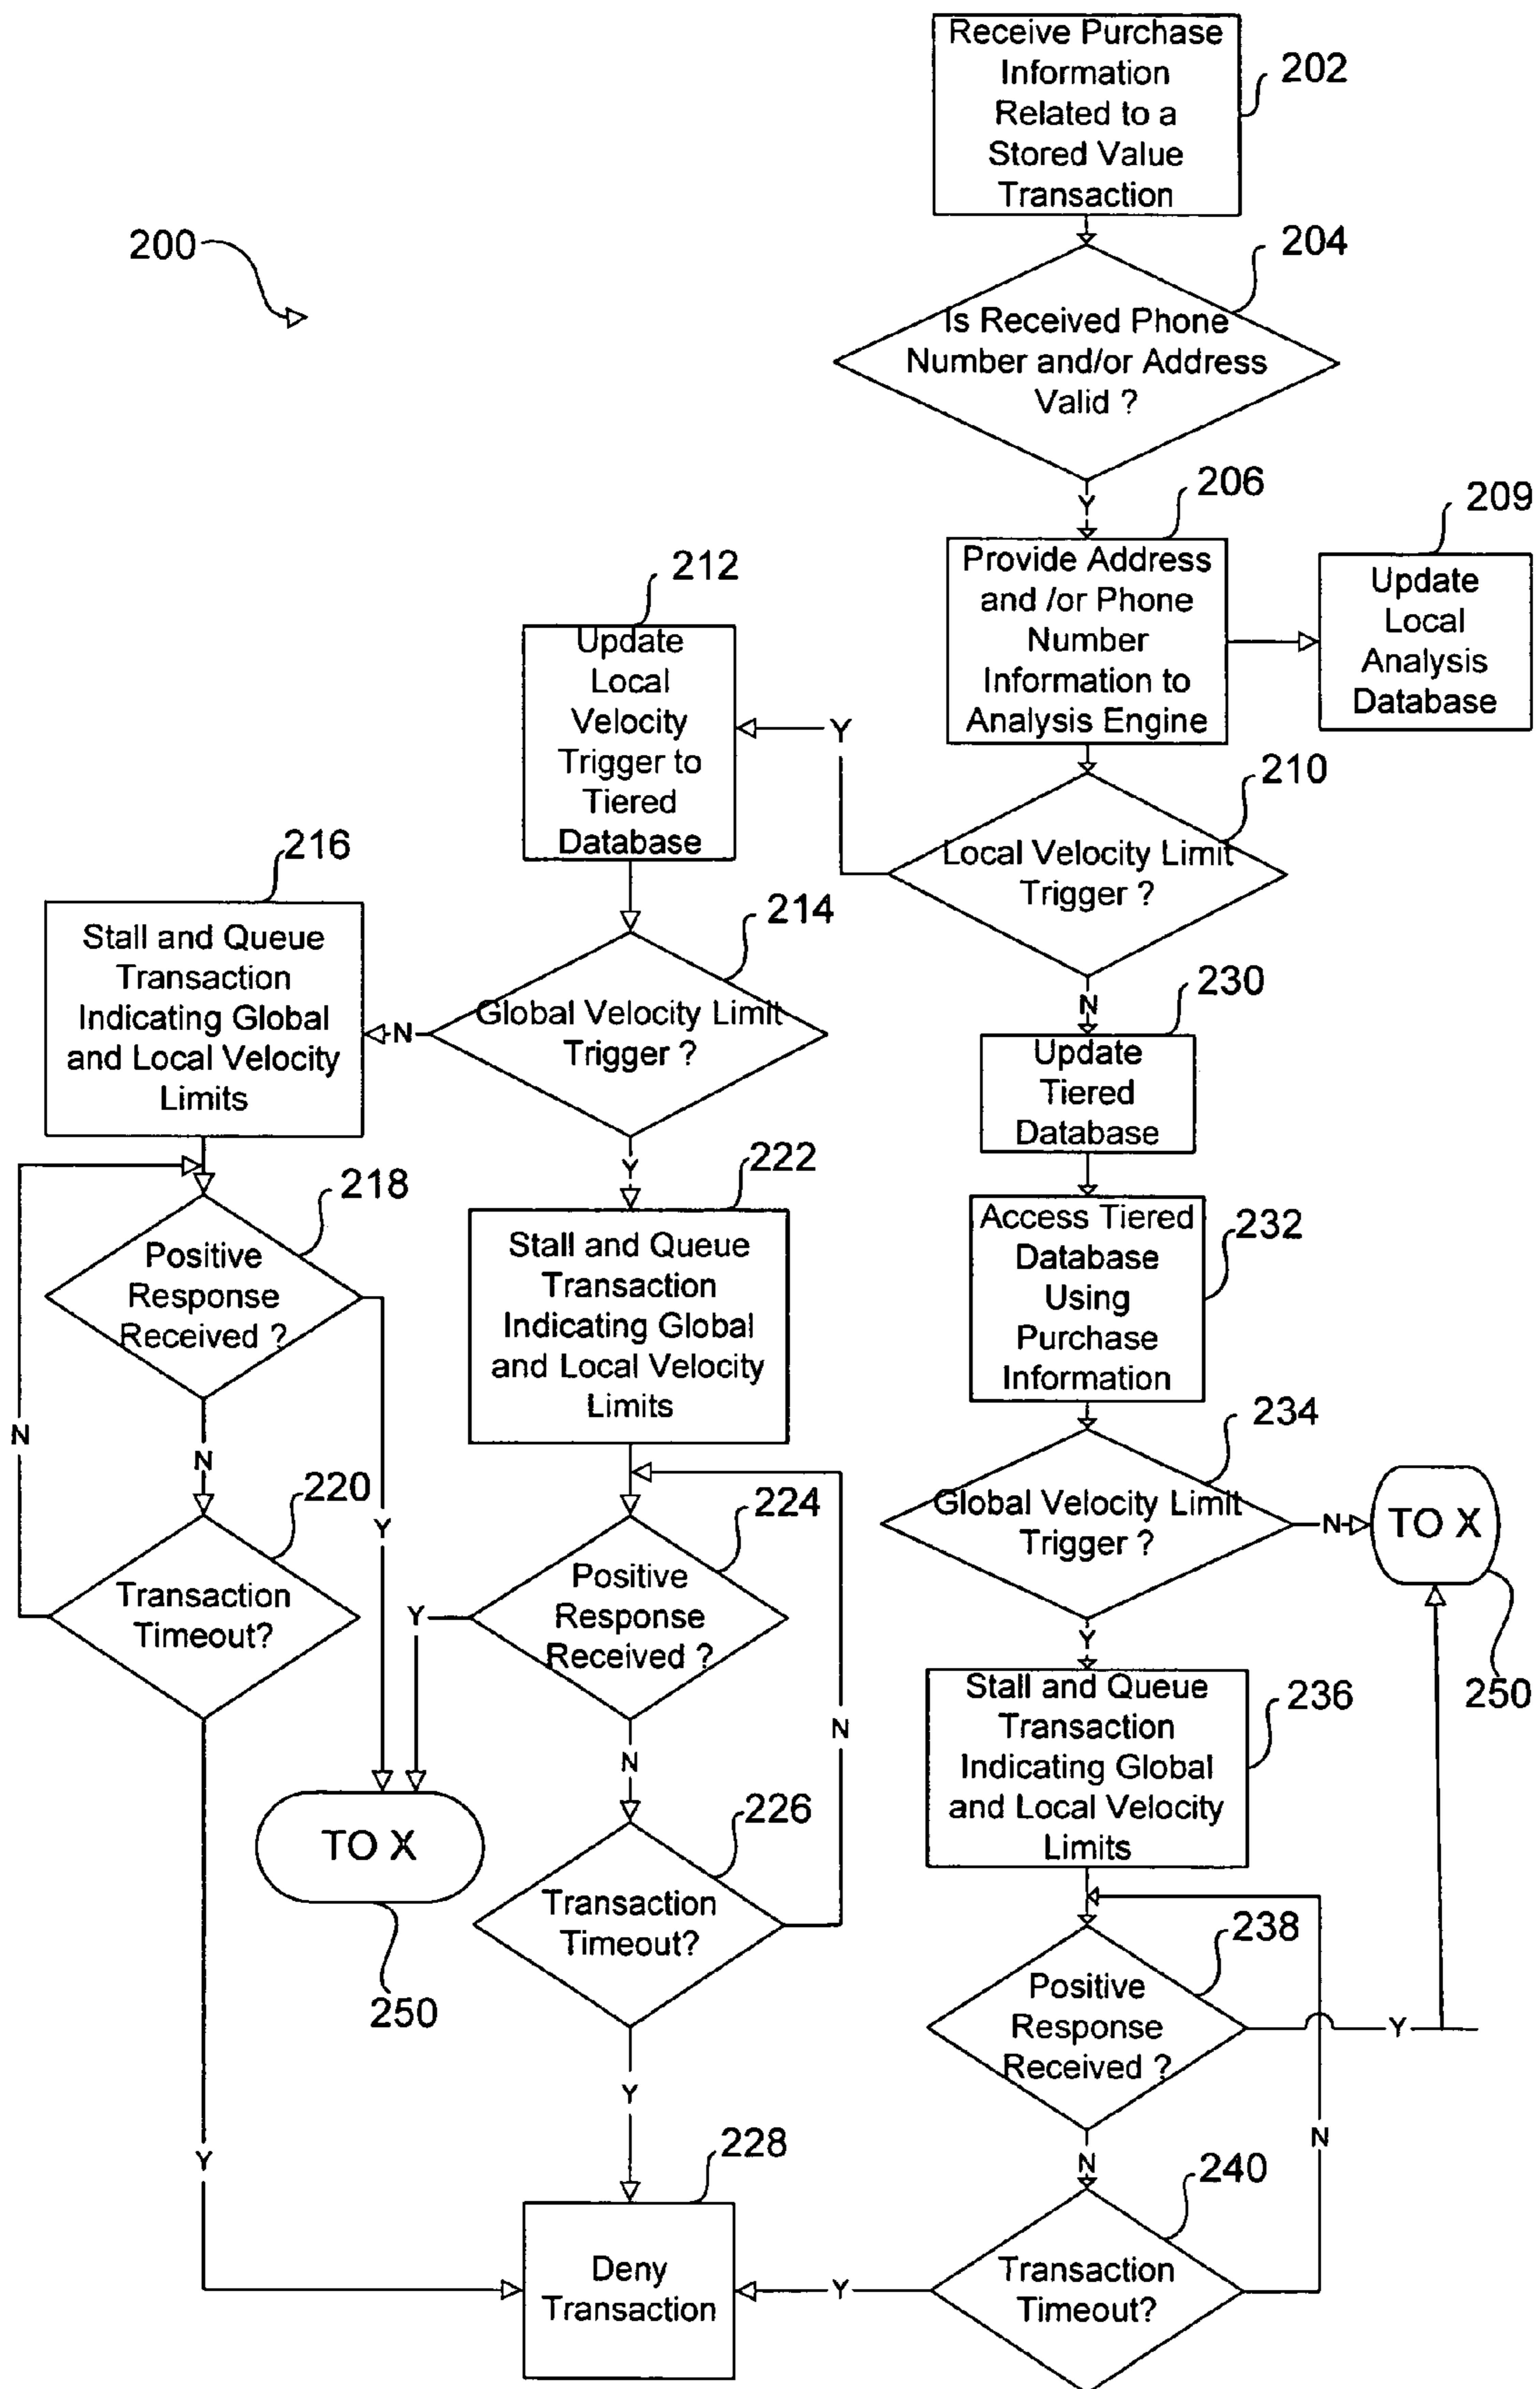 Receive Purchase
Information
Related to a
Stored Value
Transaction
202
200
204
Is Received Phone
Number and/or Address
Valid ?
Y
206
209
Provide Address
and /or Phone
Number
Information to
Analysis Engine
Update
Local
Analysis
Database
212
Update
Local
Velocity
Trigger to
Tiered
Database
Y
210
Local Velocity Limit
Trigger ?
N
216
Stall and Queue
Transaction
Indicating Global
and Local Velocity
Limits
214
Global Velocity Limit
Trigger ?
N
Y
230
Update
Tiered
Database
218
Positive
Response
Received ?
N
N
Y
222
Stall and Queue
Transaction
Indicating Global
and Local Velocity
Limits
232
Access Tiered
Database
Using
Purchase
Information
234
Global Velocity Limit
Trigger ?
N
TO X
250
Y
220
Transaction
Timeout?
Y
224
Positive
Response
Received ?
Y
N
N
236
Stall and Queue
Transaction
Indicating Global
and Local Velocity
Limits
TO X
250
226
Transaction
Timeout?
Y
238
Positive
Response
Received ?
Y
N
N
228
Deny
Transaction
240
Transaction
Timeout?
Y